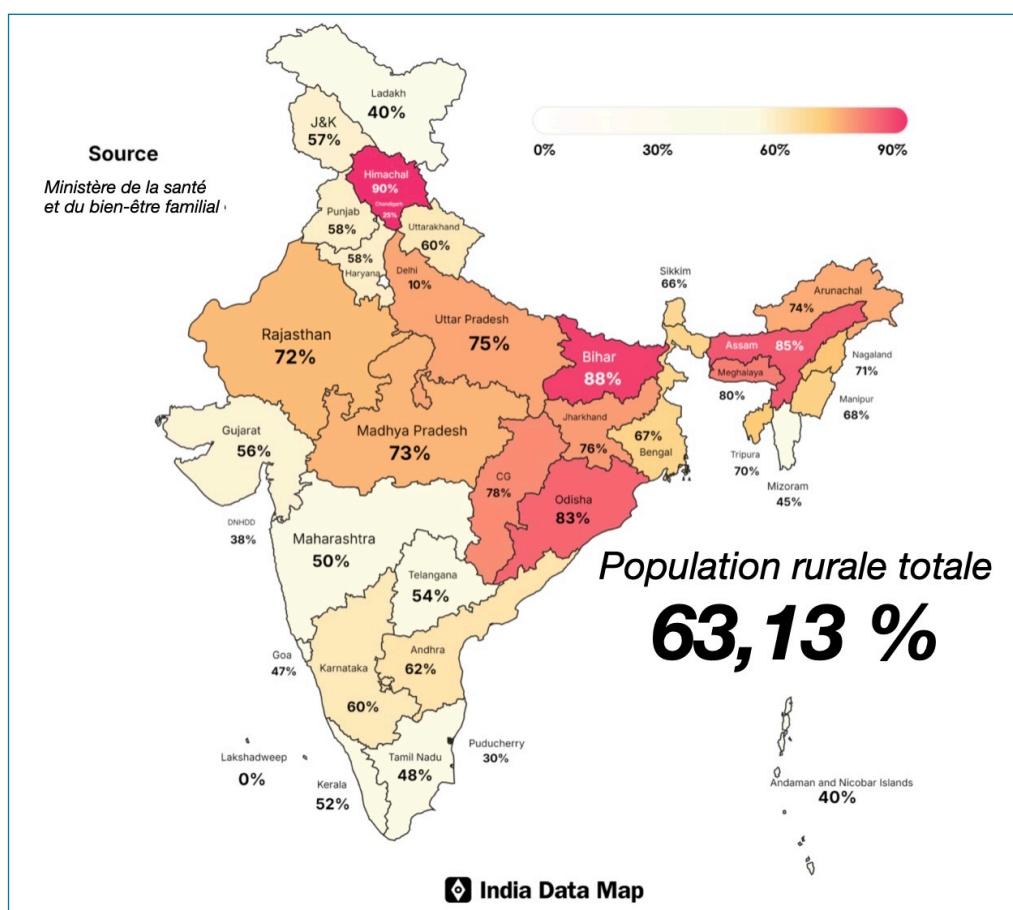 Ladakh
40%
J&K
57%
0%
30%
60%
90%
Source
Ministère de la santé
et du bien-être familial
Himachal
90%
Chandigarh
25%
Punjab
58%
Uttarakhand
60%
58%
Haryana
Delhi
10%
Sikkim
66%
Arunachal
74%
Rajasthan
72%
Uttar Pradesh
75%
Bihar
88%
Assam 85%
Nagaland
71%
Meghalaya
80%
Manipur
68%
Gujarat
56%
Madhya Pradesh
73%
Jharkhand
76%
67%
Bengal
Tripura
70%
Mizoram
45%
CG
78%
Odisha
83%
DNHDD
38%
Maharashtra
50%
Telangana
54%
Population rurale totale
63,13 %
Goa
47%
Karnataka
60%
Andhra
62%
Lakshadweep
0%
Kerala
52%
Tamil Nadu
48%
Puducherry
30%
Andaman and Nicobar Islands
40%
India Data Map